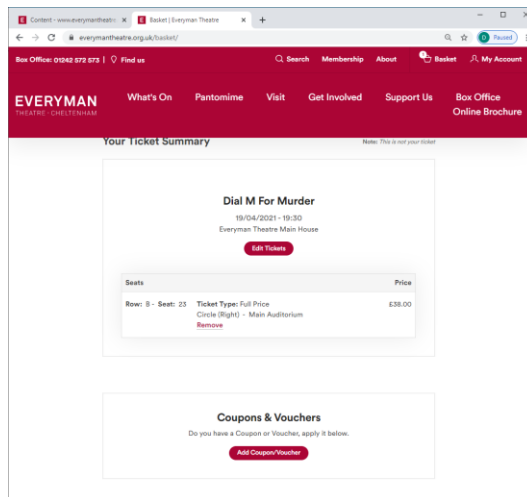 Content - www.everymantheatre
Basket | Everyman Theatre
everymantheatre.org.uk/basket/
Paused
Box Office: 01242 572 573 | Find us
Search Membership About 1 Basket My Account
EVERYMAN
THEATRE · CHELTENHAM
What's On Pantomime Visit Get Involved Support Us Box Office
Online Brochure
Your Ticket Summary
Note: This is not your ticket
Dial M For Murder
19/04/2021 - 19:30
Everyman Theatre Main House
Edit Tickets
Seats Price
Row: B - Seat: 23 Ticket Type: Full Price £38.00
Circle (Right) - Main Auditorium
Remove
Coupons & Vouchers
Do you have a Coupon or Voucher, apply it below.
Add Coupon/Voucher